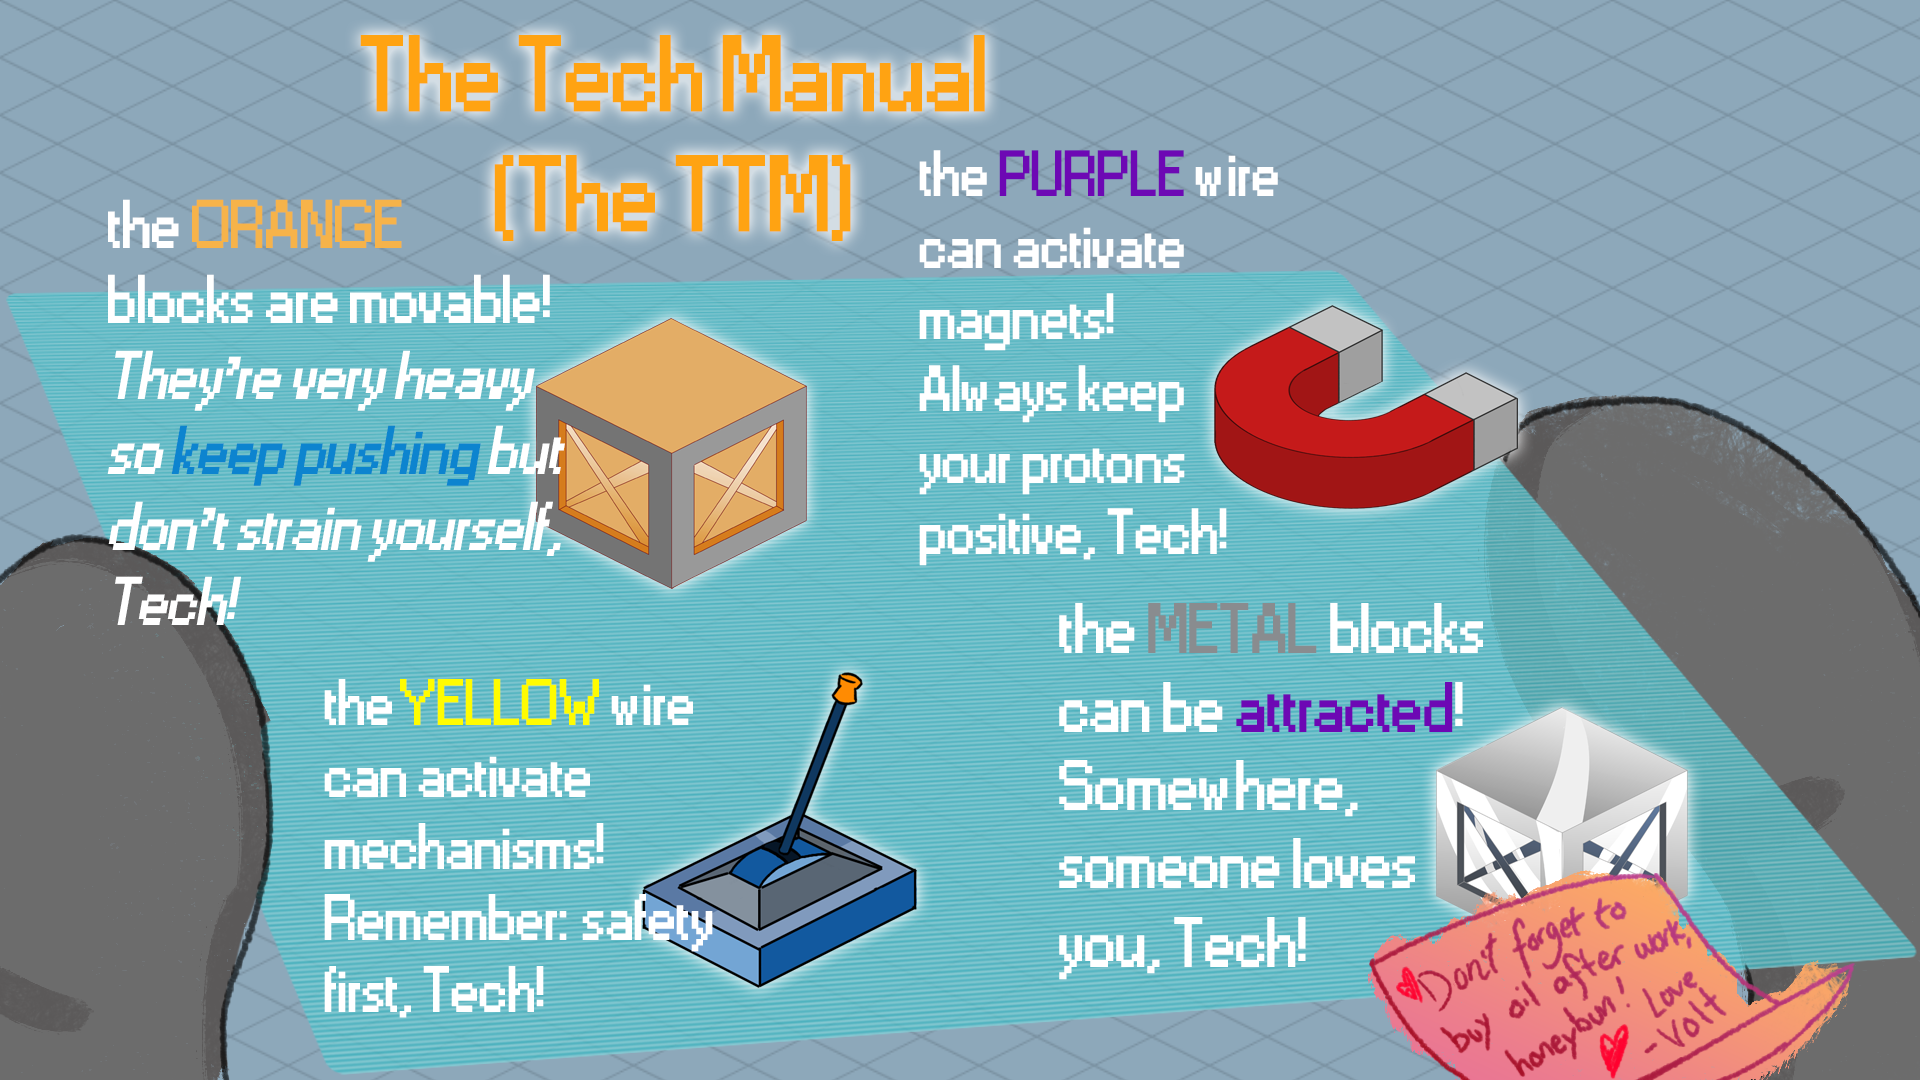 The Tech Manual
(The TTM)
the ORANGE
blocks are movable!
They're very heavy
so keep pushing but
don't strain yourself,
Tech!
the PURPLE wire
can activate
magnets!
Always keep
your protons
positive, Tech!
the YELLOW wire
can activate
mechanisms!
Remember: safety
first, Tech!
the METAL blocks
can be attracted!
Somewhere,
someone loves
you, Tech!
Don't forget to
buy oil after work,
honeybun! Love
-Volt